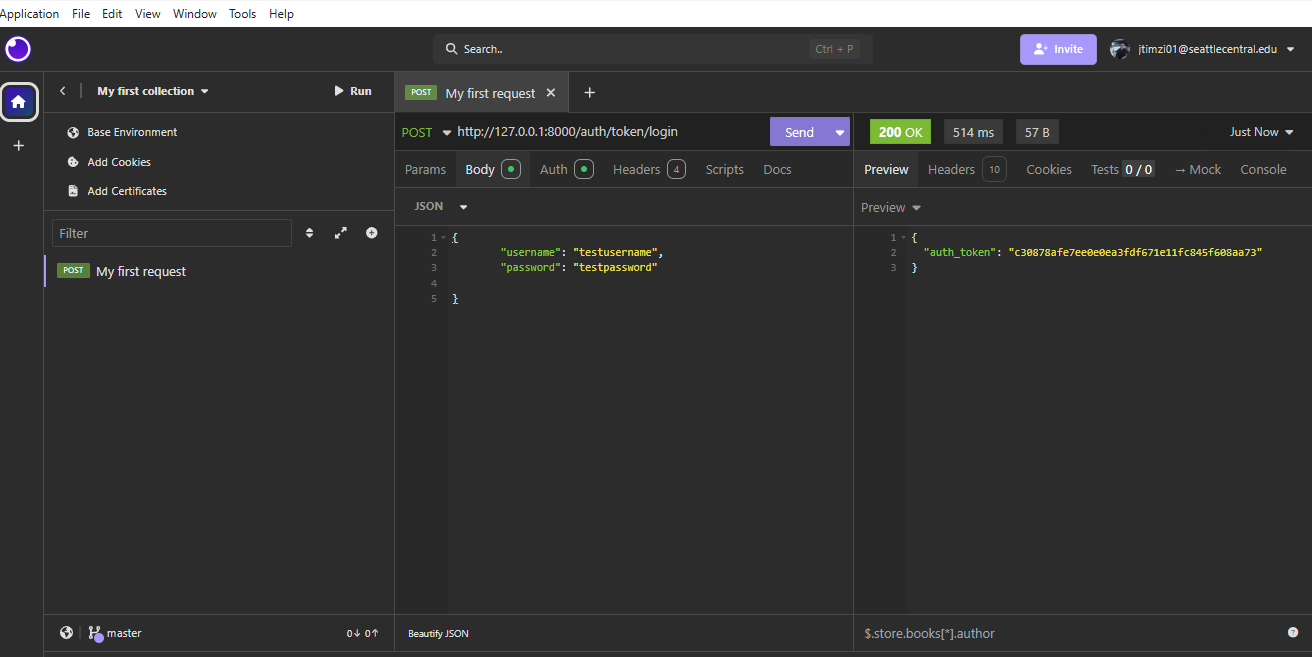 Application File Edit View Window Tools Help
Search.. Ctrl + P
Invite
jtimzi01@seattlecentral.edu
My first collection
Run
Base Environment
Add Cookies
Add Certificates
Filter
POST My first request
master
0↓ 0↑
POST My first request
POST http://127.0.0.1:8000/auth/token/login
Send
Params Body Auth Headers 4 Scripts Docs
JSON
1 {
2 "username": "testusername",
3 "password": "testpassword"
4
5 }
Beautify JSON
200 OK 514 ms 57 B Just Now
Preview Headers 10 Cookies Tests 0 / 0 → Mock Console
Preview
1 {
2 "auth_token": "c30878afe7ee0e0ea3fdf671e11fc845f608aa73"
3 }
$.store.books[*].author